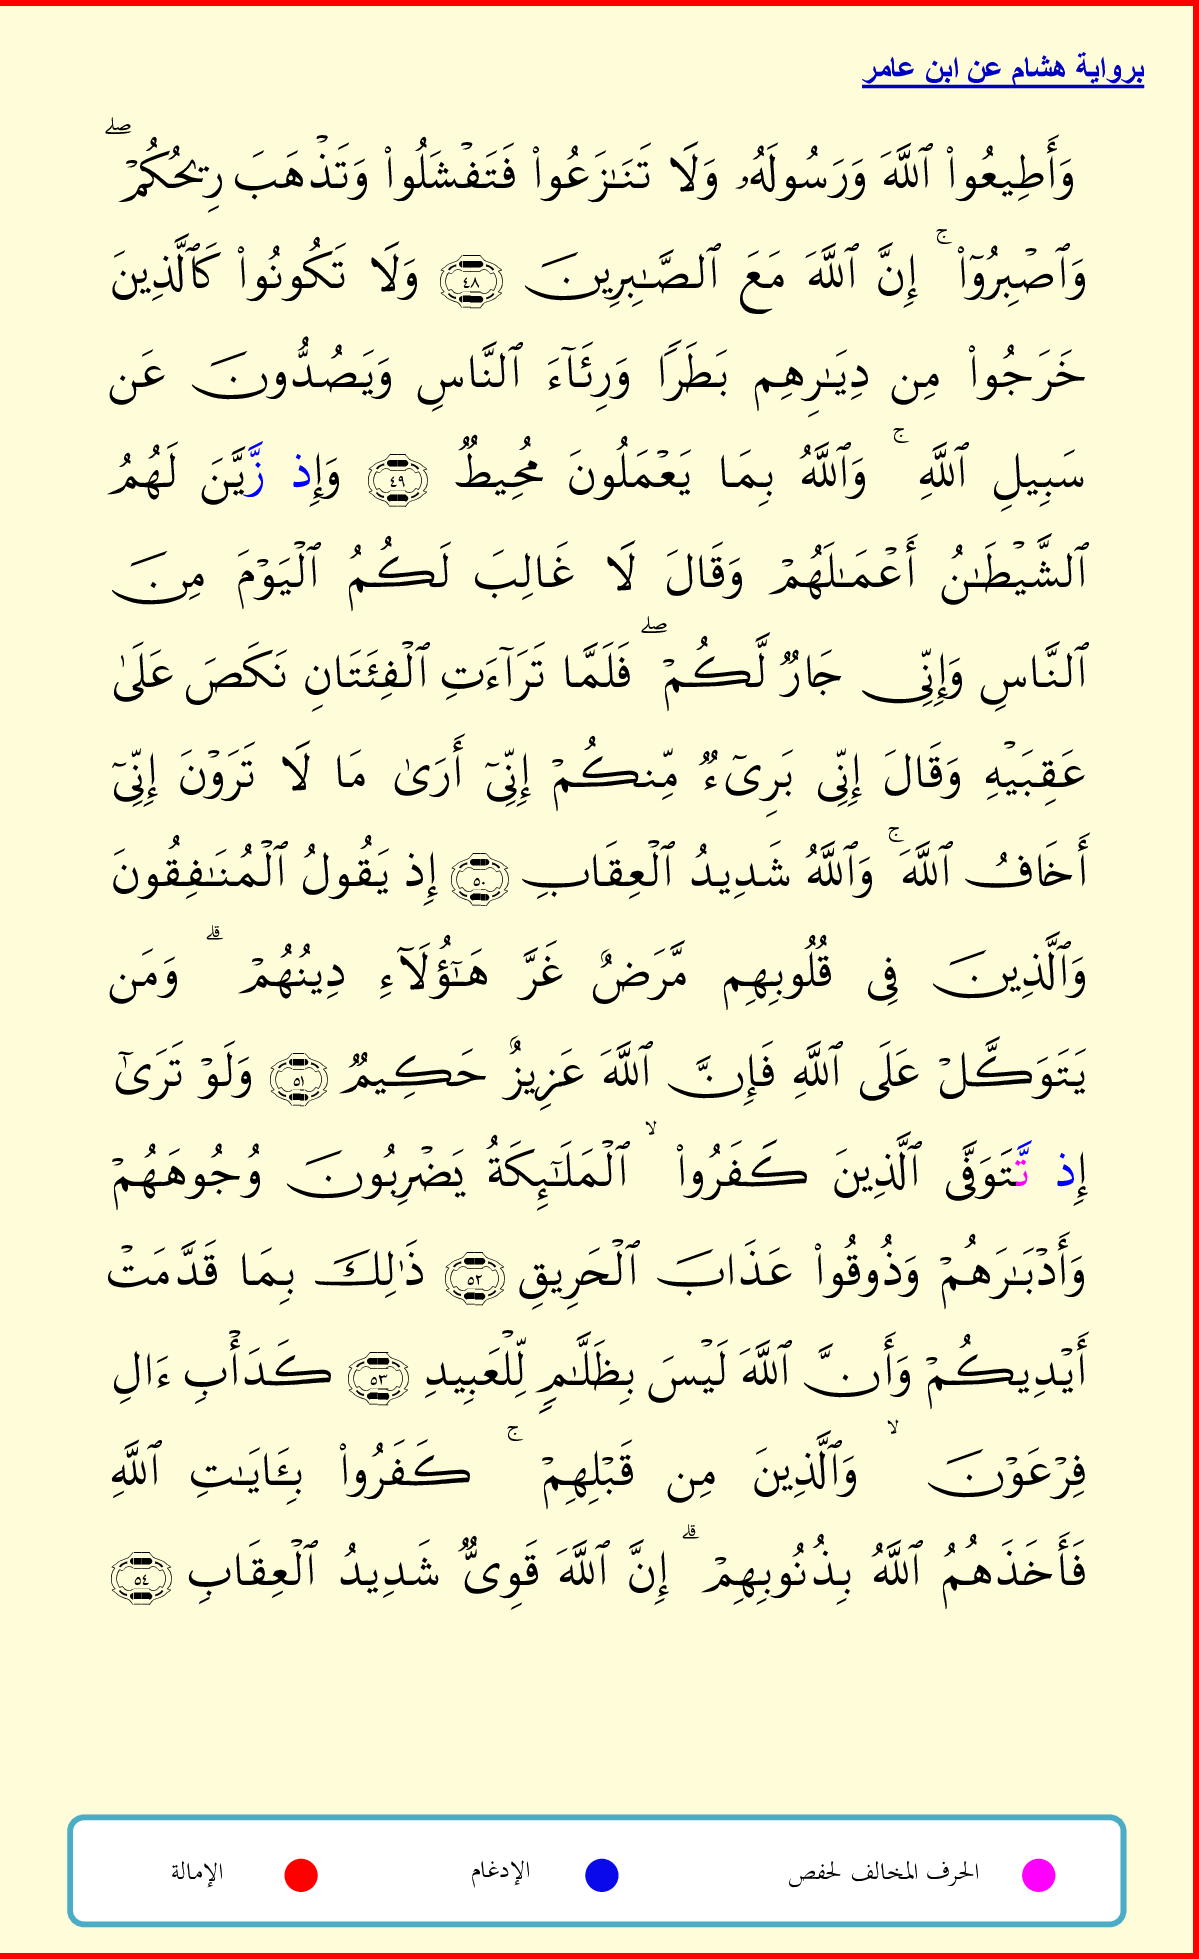 برواية هشام عن ابن عامر
وَأَطِيعُوا۟ ٱللَّهَ وَرَسُولَهُۥ وَلَا تَنَـٰزَعُوا۟ فَتَفْشَلُوا۟ وَتَذْهَبَ رِيحُكُمْ ۖ
وَٱصْبِرُوٓا۟ ۚ إِنَّ ٱللَّهَ مَعَ ٱلصَّـٰبِرِينَ ٤٨ وَلَا تَكُونُوا۟ كَٱلَّذِينَ
خَرَجُوا۟ مِن دِيَـٰرِهِم بَطَرًا وَرِئَآءَ ٱلنَّاسِ وَيَصُدُّونَ عَن
سَبِيلِ ٱللَّهِ ۚ وَٱللَّهُ بِمَا يَعْمَلُونَ مُحِيطٌ ٤٩ وَإِذ زَّيَّنَ لَهُمُ
ٱلشَّيْطَـٰنُ أَعْمَـٰلَهُمْ وَقَالَ لَا غَالِبَ لَكُمُ ٱلْيَوْمَ مِنَ
ٱلنَّاسِ وَإِنِّى جَارٌ لَّكُمْ ۖ فَلَمَّا تَرَآءَتِ ٱلْفِئَتَانِ نَكَصَ عَلَىٰ
عَقِبَيْهِ وَقَالَ إِنِّى بَرِىٓءٌ مِّنكُمْ إِنِّىٓ أَرَىٰ مَا لَا تَرَوْنَ إِنِّىٓ
أَخَافُ ٱللَّهَ ۚ وَٱللَّهُ شَدِيدُ ٱلْعِقَابِ ٥٠ إِذ يَقُولُ ٱلْمُنَـٰفِقُونَ
وَٱلَّذِينَ فِى قُلُوبِهِم مَّرَضٌ غَرَّ هَـٰٓؤُلَآءِ دِينُهُمْ ۗ وَمَن
يَتَوَكَّلْ عَلَى ٱللَّهِ فَإِنَّ ٱللَّهَ عَزِيزٌ حَكِيمٌ ٥١ وَلَوْ تَرَىٰٓ
إِذ تَّتَوَفَّى ٱلَّذِينَ كَفَرُوا۟ ۙ ٱلْمَلَـٰٓئِكَةُ يَضْرِبُونَ وُجُوهَهُمْ
وَأَدْبَـٰرَهُمْ وَذُوقُوا۟ عَذَابَ ٱلْحَرِيقِ ٥٢ ذَٰلِكَ بِمَا قَدَّمَتْ
أَيْدِيكُمْ وَأَنَّ ٱللَّهَ لَيْسَ بِظَلَّـٰمٍ لِّلْعَبِيدِ ٥٣ كَدَأْبِ ءَالِ
فِرْعَوْنَ ۙ وَٱلَّذِينَ مِن قَبْلِهِمْ ۚ كَفَرُوا۟ بِـَٔايَـٰتِ ٱللَّهِ
فَأَخَذَهُمُ ٱللَّهُ بِذُنُوبِهِمْ ۗ إِنَّ ٱللَّهَ قَوِىٌّ شَدِيدُ ٱلْعِقَابِ ٥٤
الحرف المخالف لحفص الإدغام الإمالة